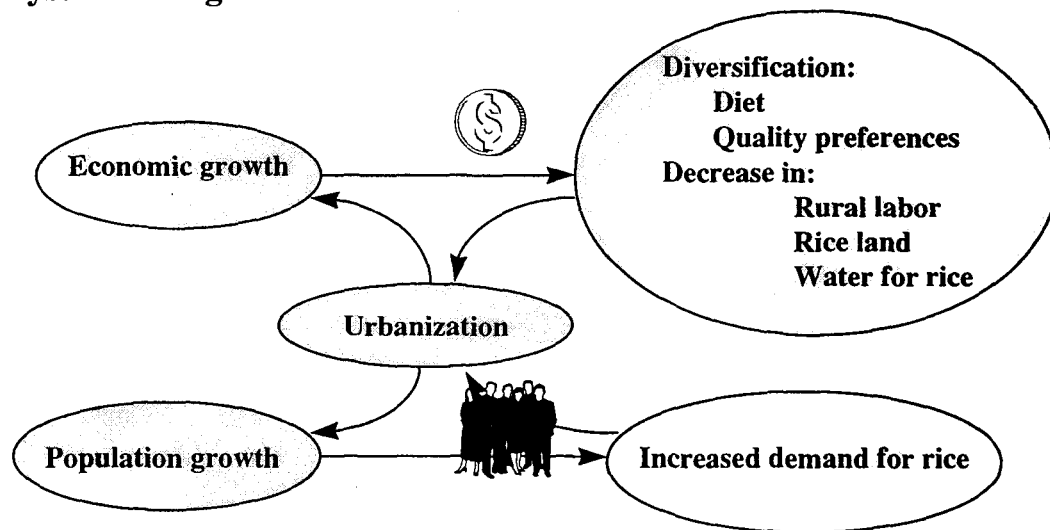 Economic growth
$
Diversification:
Diet
Quality preferences
Decrease in:
Rural labor
Rice land
Water for rice
Urbanization
Population growth
Increased demand for rice